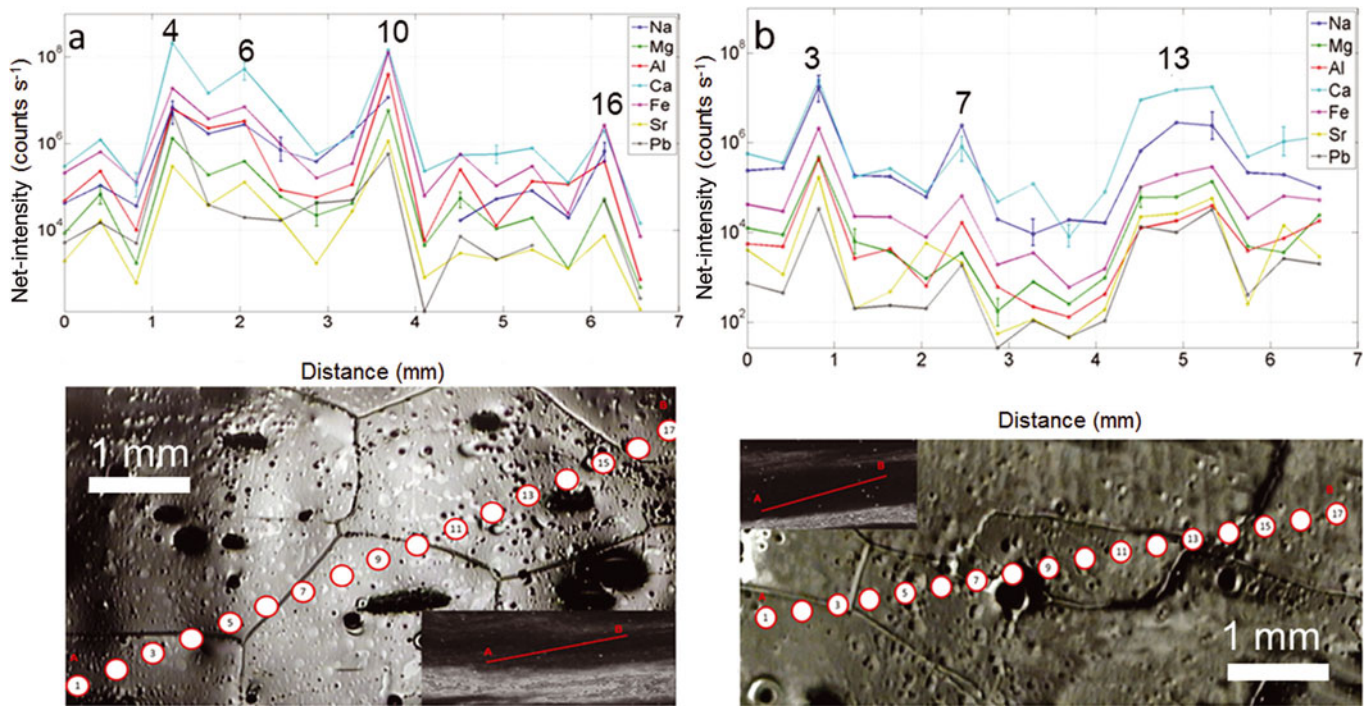 a
4
6
10
16
Na
Mg
Al
Ca
Fe
Sr
Pb
Net-intensity (counts s⁻¹)
10⁸
10⁶
10⁴
0 1 2 3 4 5 6 7
Distance (mm)
b
3
7
13
Na
Mg
Al
Ca
Fe
Sr
Pb
Net-intensity (counts s⁻¹)
10⁸
10⁶
10⁴
10²
0 1 2 3 4 5 6 7
Distance (mm)
1 mm
A
1 3 5 7 9 11 13 15 17
B
A B
A B
A
1 3 5 7 9 11 13 15 17
B
1 mm